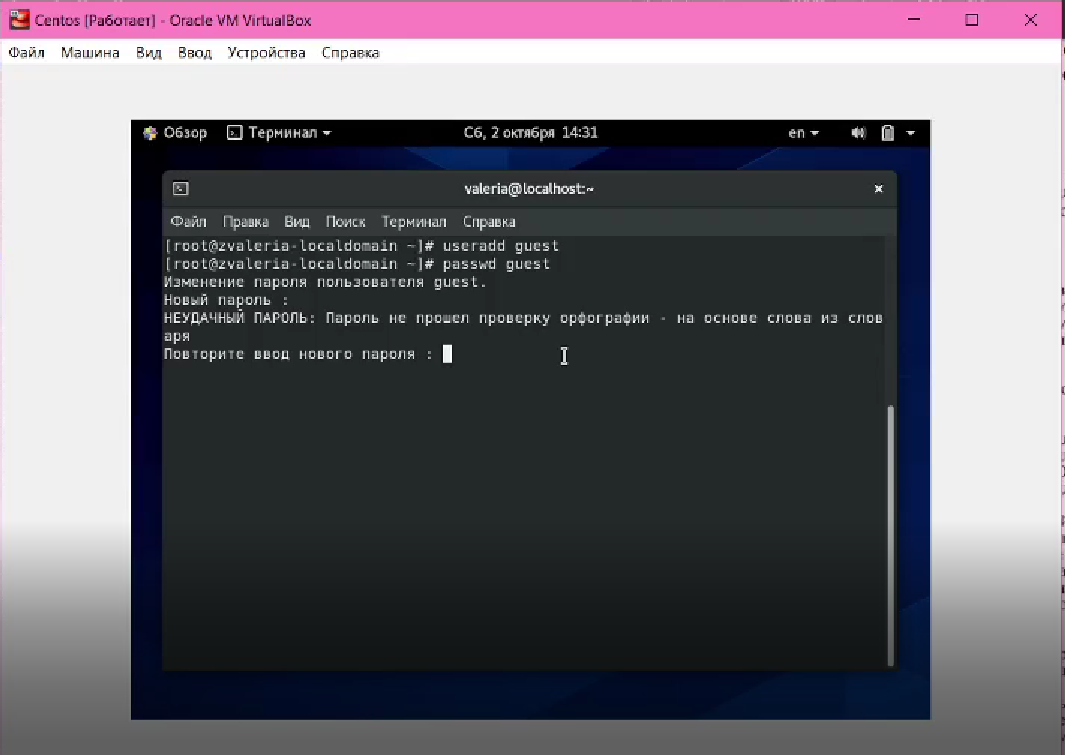 Centos [Работает] - Oracle VM VirtualBox
Файл Машина Вид Ввод Устройства Справка
Обзор Терминал Сб, 2 октября 14:31 en
valeria@localhost:~
Файл Правка Вид Поиск Терминал Справка
[root@zvaleria-localdomain ~]# useradd guest
[root@zvaleria-localdomain ~]# passwd guest
Изменение пароля пользователя guest.
Новый пароль :
НЕУДАЧНЫЙ ПАРОЛЬ: Пароль не прошел проверку орфографии - на основе слова из слов
аря
Повторите ввод нового пароля :